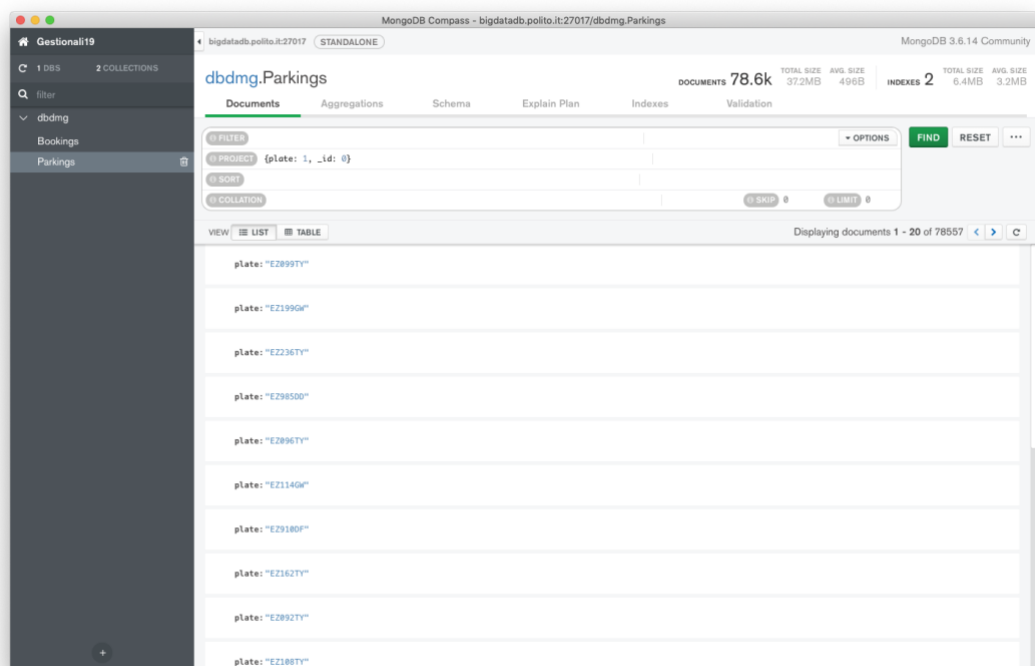 MongoDB Compass - bigdatadb.polito.it:27017/dbdmg.Parkings
Gestionali19
bigdatadb.polito.it:27017 STANDALONE MongoDB 3.6.14 Community
1 DBS 2 COLLECTIONS
filter
dbdmg
Bookings
Parkings
dbdmg.Parkings
DOCUMENTS 78.6k TOTAL SIZE 37.2MB AVG. SIZE 496B INDEXES 2 TOTAL SIZE 6.4MB AVG. SIZE 3.2MB
Documents Aggregations Schema Explain Plan Indexes Validation
FILTER OPTIONS FIND RESET ...
PROJECT {plate: 1, _id: 0}
SORT
COLLATION SKIP 0 LIMIT 0
VIEW LIST TABLE Displaying documents 1 - 20 of 78557
plate: "EZ099TY"
plate: "EZ199GW"
plate: "EZ236TY"
plate: "EZ985DD"
plate: "EZ096TY"
plate: "EZ114GW"
plate: "EZ910DF"
plate: "EZ162TY"
plate: "EZ092TY"
plate: "EZ108TY"